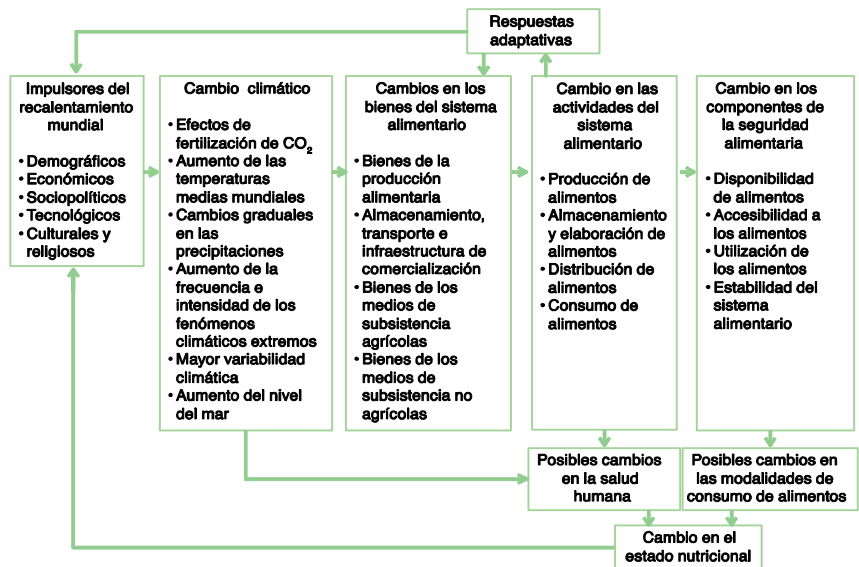 Respuestas
adaptativas
Impulsores del
recalentamiento
mundial
• Demográficos
• Económicos
• Sociopolíticos
• Tecnológicos
• Culturales y
religiosos
Cambio climático
• Efectos de
fertilización de CO₂
• Aumento de las
temperaturas
medias mundiales
• Cambios graduales
en las
precipitaciones
• Aumento de la
frecuencia e
intensidad de los
fenómenos
climáticos extremos
• Mayor variabilidad
climática
• Aumento del nivel
del mar
Cambios en los
bienes del sistema
alimentario
• Bienes de la
producción
alimentaria
• Almacenamiento,
transporte e
infraestructura de
comercialización
• Bienes de los
medios de
subsistencia
agrícolas
• Bienes de los
medios de
subsistencia no
agrícolas
Cambio en las
actividades del
sistema
alimentario
• Producción de
alimentos
• Almacenamiento
y elaboración de
alimentos
• Distribución de
alimentos
• Consumo de
alimentos
Cambio en los
componentes de
la seguridad
alimentaria
• Disponibilidad
de alimentos
• Accesibilidad a
los alimentos
• Utilización de
los alimentos
• Estabilidad del
sistema
alimentario
Posibles cambios
en la salud
humana
Posibles cambios en
las modalidades de
consumo de alimentos
Cambio en el
estado nutricional